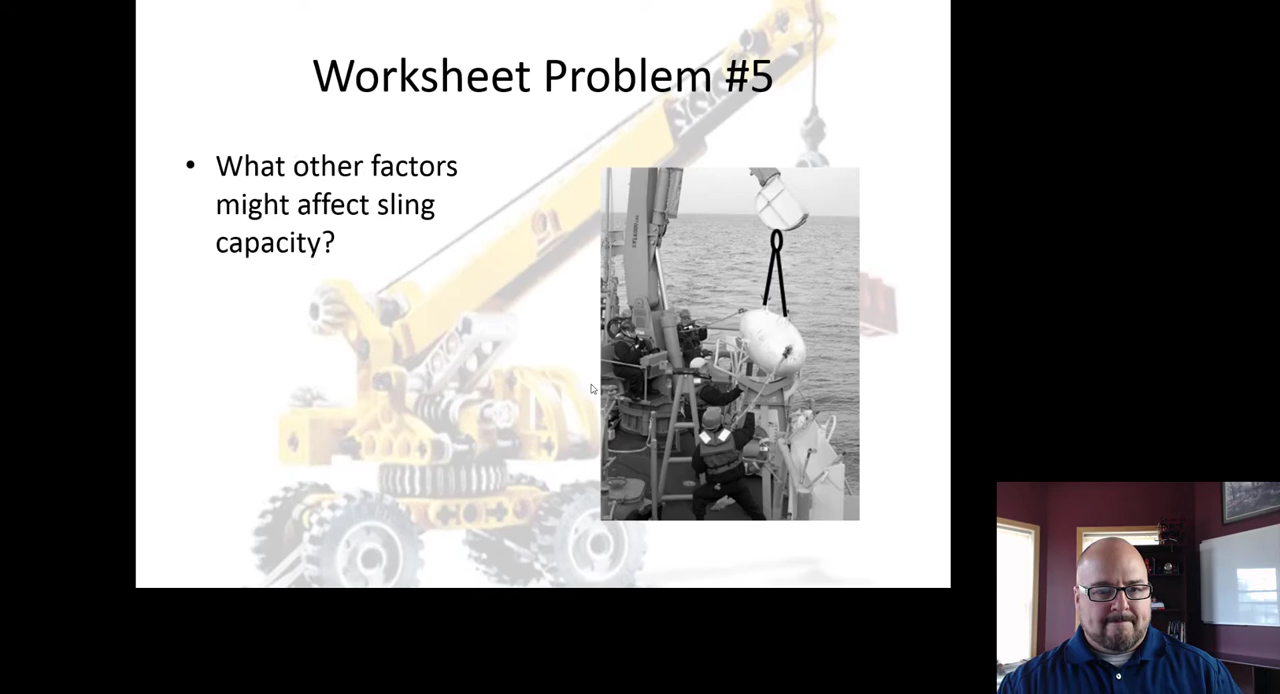 Worksheet Problem #5
• What other factors
might affect sling
capacity?